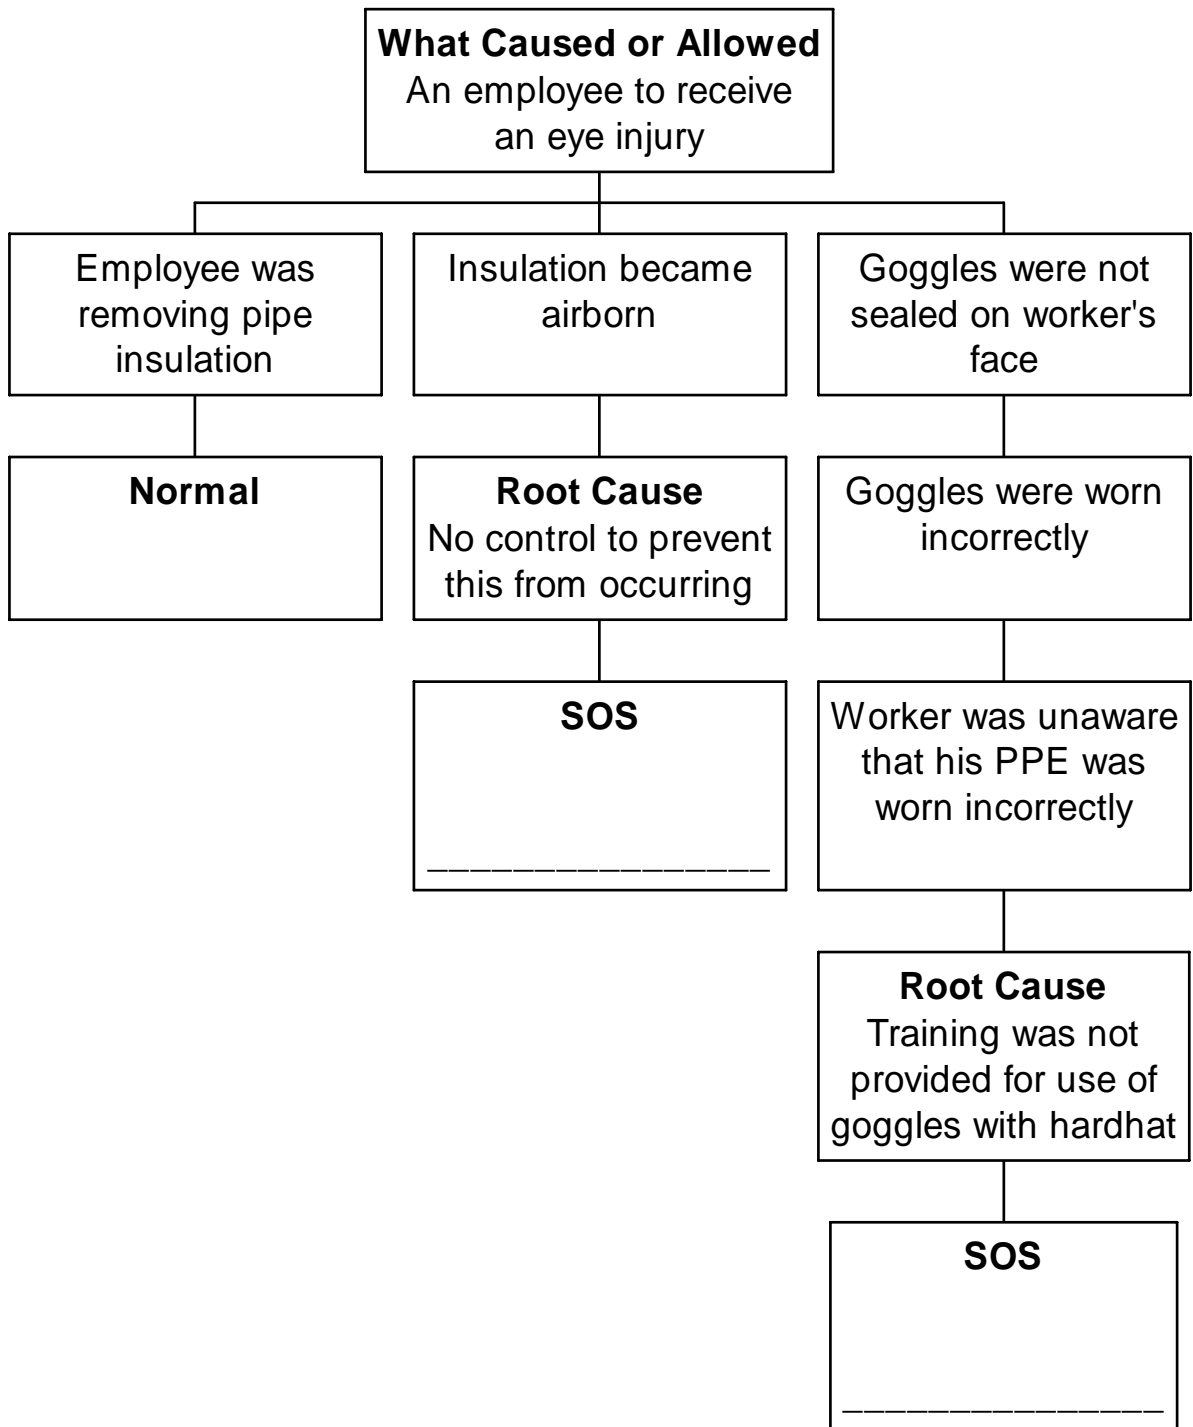 What Caused or Allowed
An employee to receive
an eye injury
Employee was
removing pipe
insulation
Insulation became
airborn
Goggles were not
sealed on worker's
face
Normal
Root Cause
No control to prevent
this from occurring
Goggles were worn
incorrectly
SOS
________________
Worker was unaware
that his PPE was
worn incorrectly
Root Cause
Training was not
provided for use of
goggles with hardhat
SOS
_______________